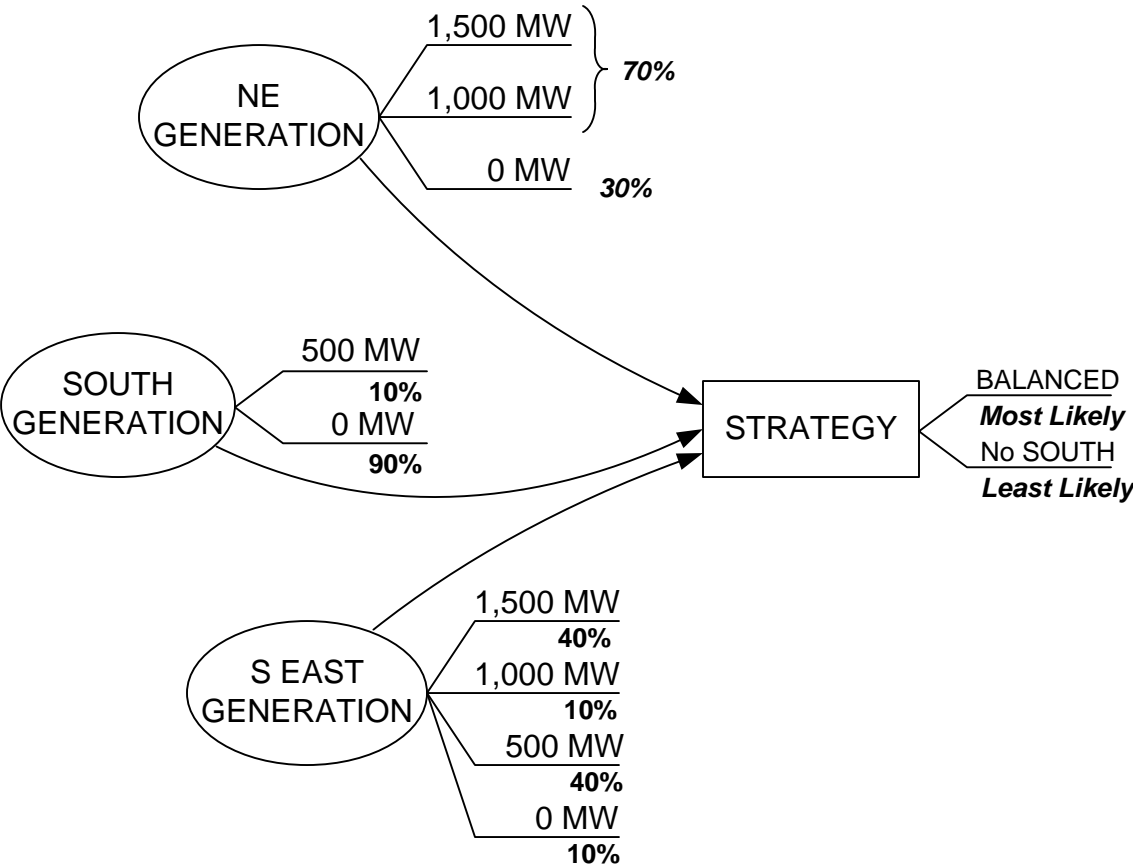 NE
GENERATION
1,500 MW
1,000 MW
70%
0 MW
30%
SOUTH
GENERATION
500 MW
10%
0 MW
90%
STRATEGY
BALANCED
Most Likely
No SOUTH
Least Likely
S EAST
GENERATION
1,500 MW
40%
1,000 MW
10%
500 MW
40%
0 MW
10%